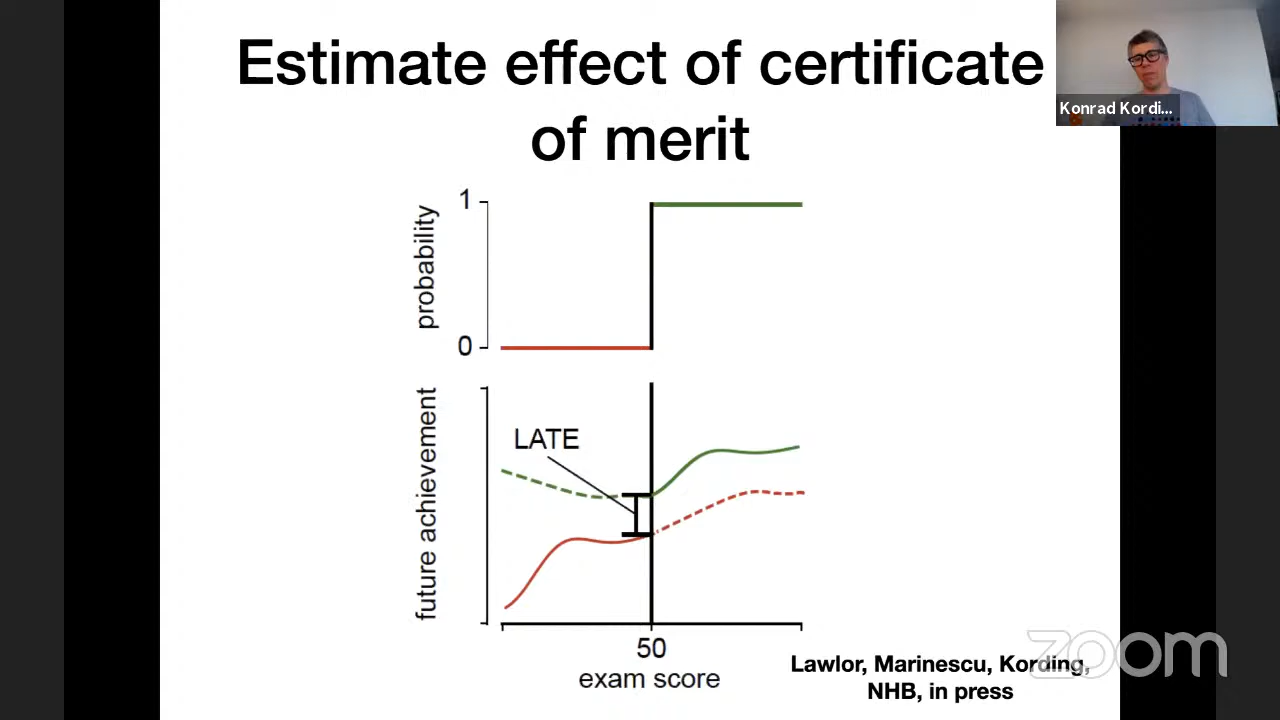 Estimate effect of certificate
of merit
Konrad Kordi...
probability
1
0
future achievement
LATE
50
exam score
Lawlor, Marinescu, Kording,
NHB, in press
zoom